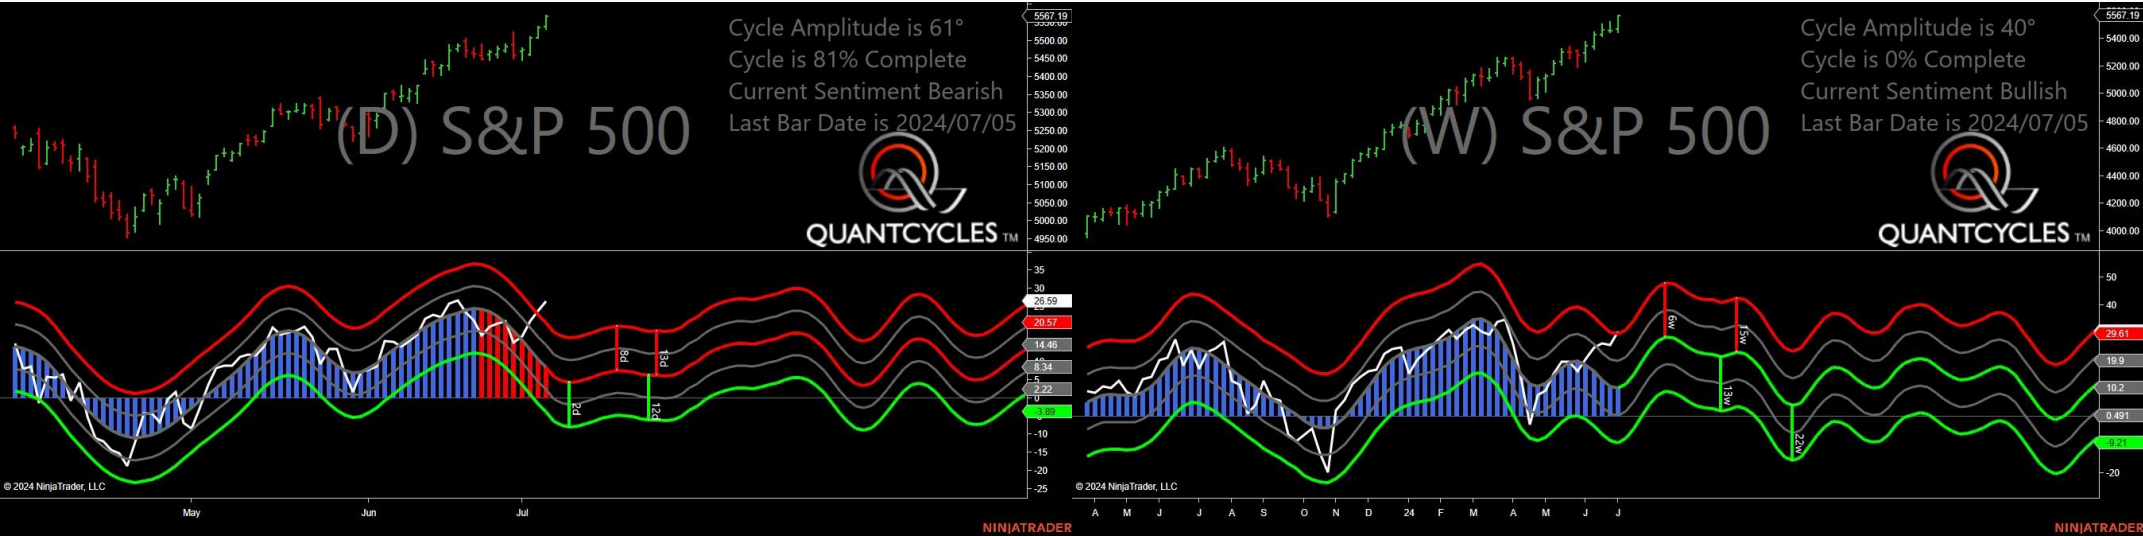 Cycle Amplitude is 61°
Cycle is 81% Complete
Current Sentiment Bearish
Last Bar Date is 2024/07/05
(D) S&P 500
QUANTCYCLES TM
5567.19
5500.00
5450.00
5400.00
5350.00
5300.00
5250.00
5200.00
5150.00
5100.00
5050.00
5000.00
4950.00
35
30
26.59
20.57
14.46
8.34
5
2.22
0
-3.89
-10
-15
-20
-25
2d
8d
12d
13d
© 2024 NinjaTrader, LLC
May
Jun
Jul
NINJATRADER
Cycle Amplitude is 40°
Cycle is 0% Complete
Current Sentiment Bullish
Last Bar Date is 2024/07/05
(W) S&P 500
QUANTCYCLES TM
5567.19
5400.00
5200.00
5000.00
4800.00
4600.00
4400.00
4200.00
4000.00
50
40
29.61
19.9
10.2
0.491
-9.21
-20
6w
13w
15w
22w
© 2024 NinjaTrader, LLC
A M J J A S O N D 24 F M A M J J
NINJATRADER